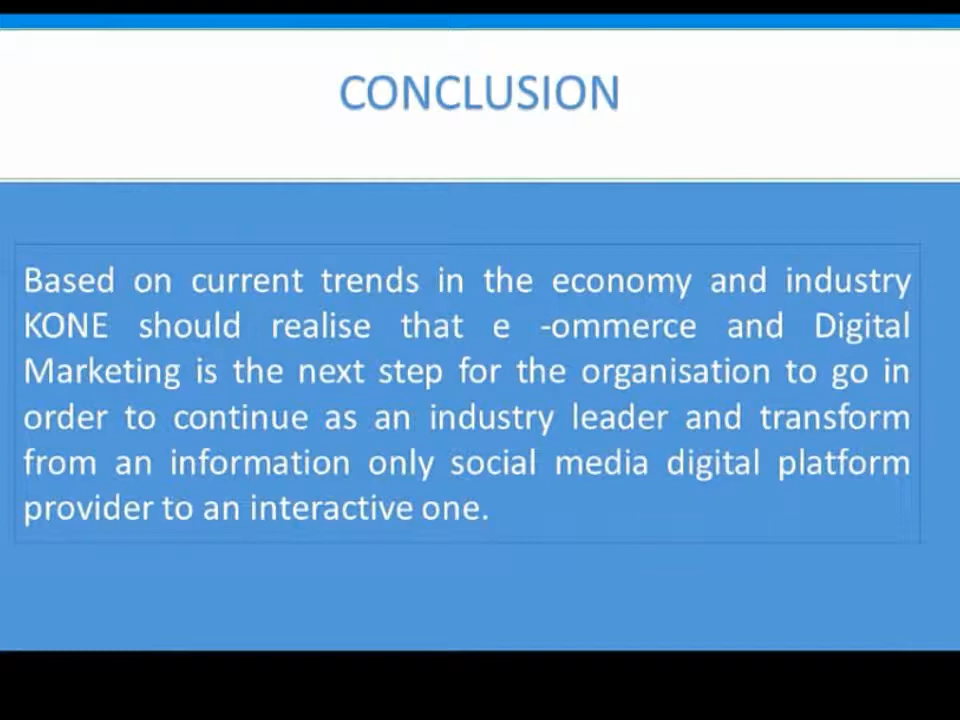 CONCLUSION
Based on current trends in the economy and industry
KONE should realise that e -ommerce and Digital
Marketing is the next step for the organisation to go in
order to continue as an industry leader and transform
from an information only social media digital platform
provider to an interactive one.